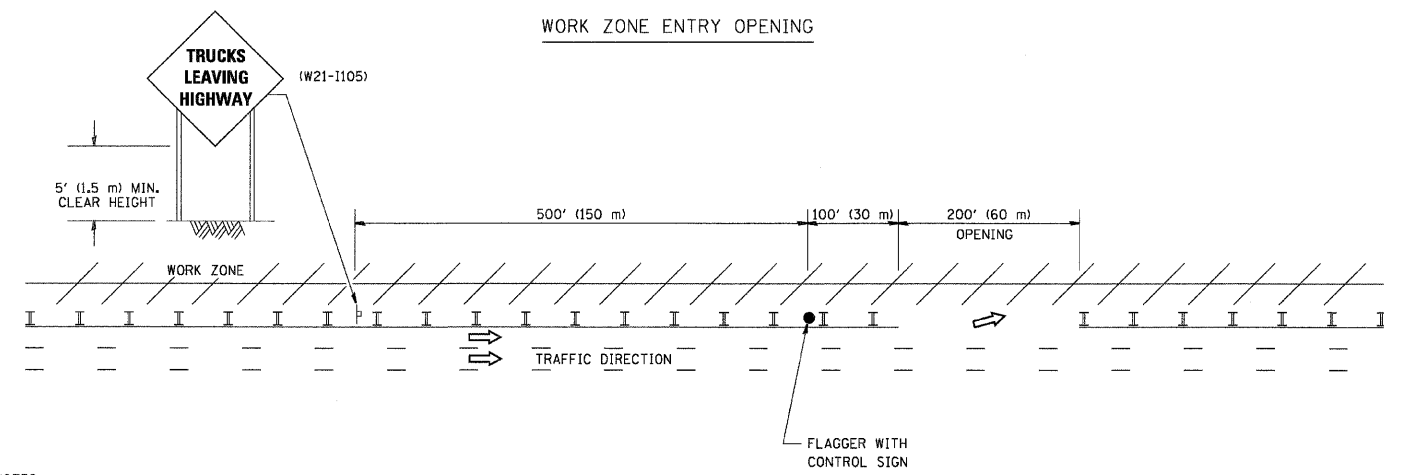 WORK ZONE ENTRY OPENING
TRUCKS
LEAVING
HIGHWAY
(W21-I105)
5' (1.5 m) MIN.
CLEAR HEIGHT
500' (150 m)
100' (30 m)
200' (60 m)
OPENING
WORK ZONE
TRAFFIC DIRECTION
FLAGGER WITH
CONTROL SIGN